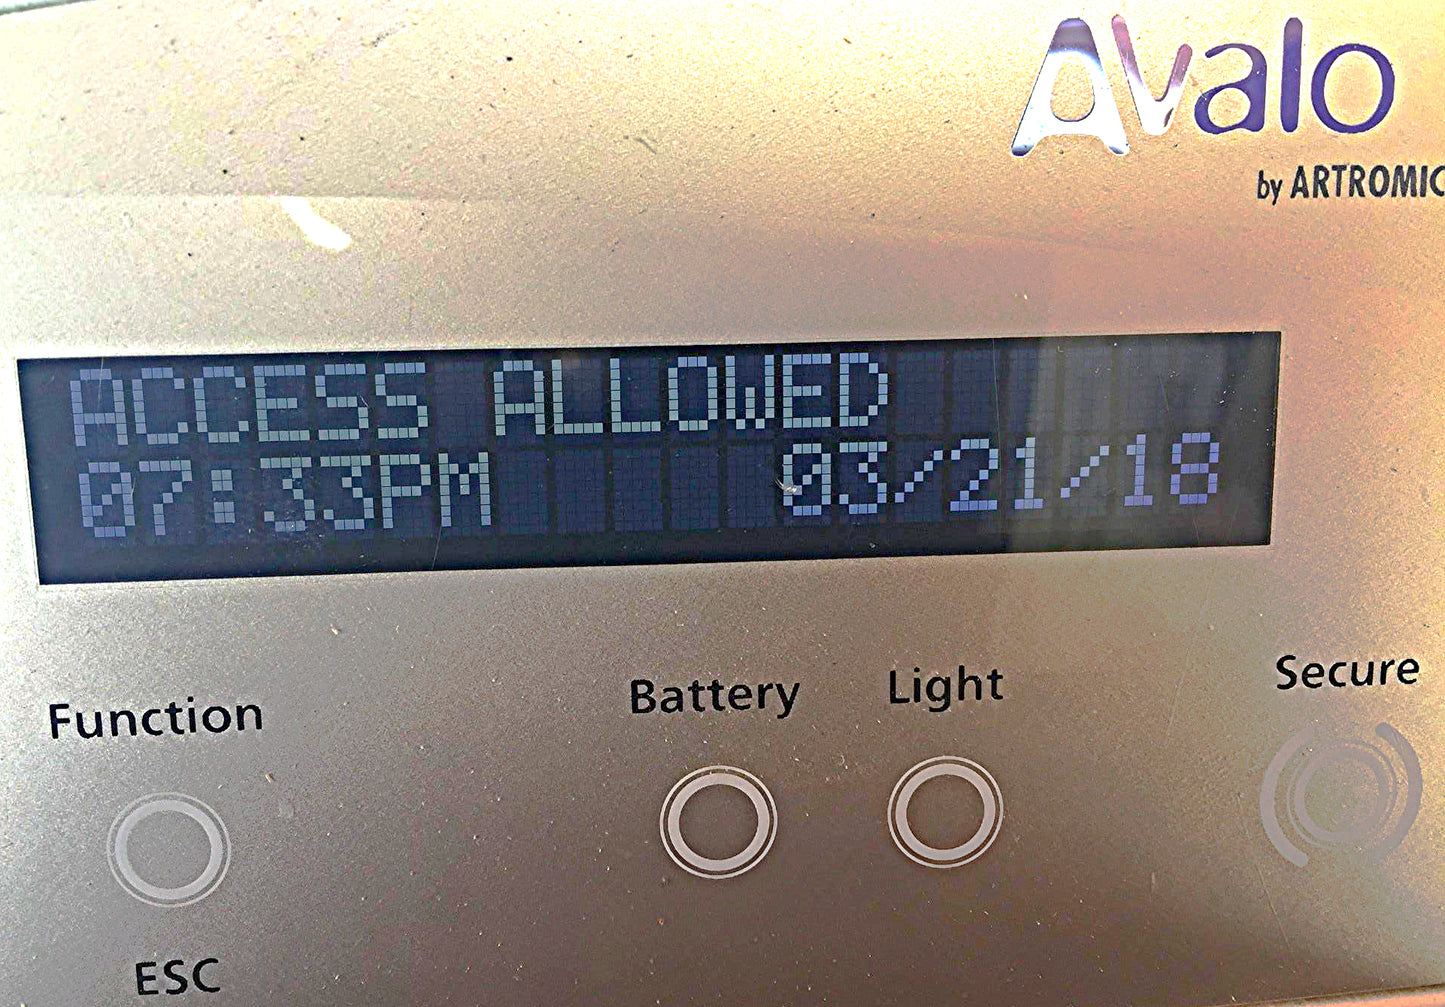 Avalo
by ARTROMIC
ACCESS ALLOWED
07:33PM 03/21/18
Function Battery Light Secure
ESC